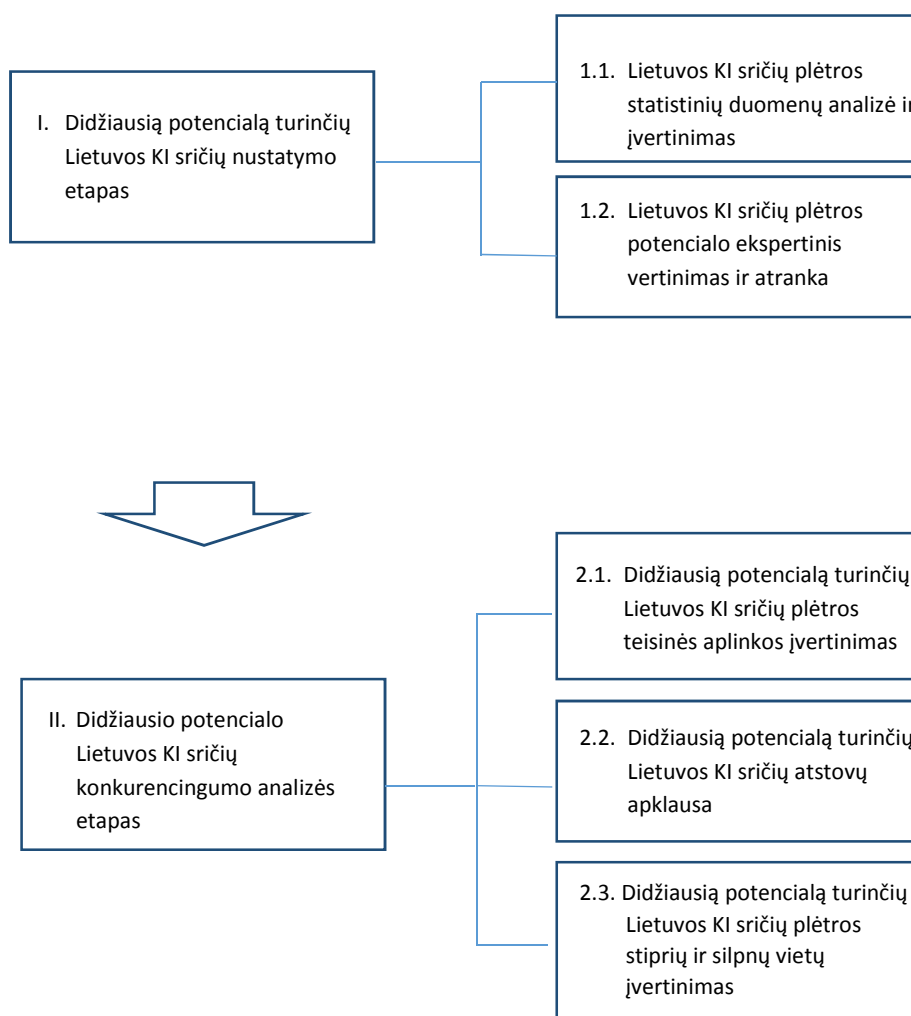 I. Didžiausią potencialą turinčių
Lietuvos KI sričių nustatymo
etapas
1.1. Lietuvos KI sričių plėtros
statistinių duomenų analizė ir
įvertinimas
1.2. Lietuvos KI sričių plėtros
potencialo ekspertinis
vertinimas ir atranka
II. Didžiausio potencialo
Lietuvos KI sričių
konkurencingumo analizės
etapas
2.1. Didžiausią potencialą turinčių
Lietuvos KI sričių plėtros
teisinės aplinkos įvertinimas
2.2. Didžiausią potencialą turinčių
Lietuvos KI sričių atstovų
apklausa
2.3. Didžiausią potencialą turinčių
Lietuvos KI sričių plėtros
stiprių ir silpnų vietų
įvertinimas